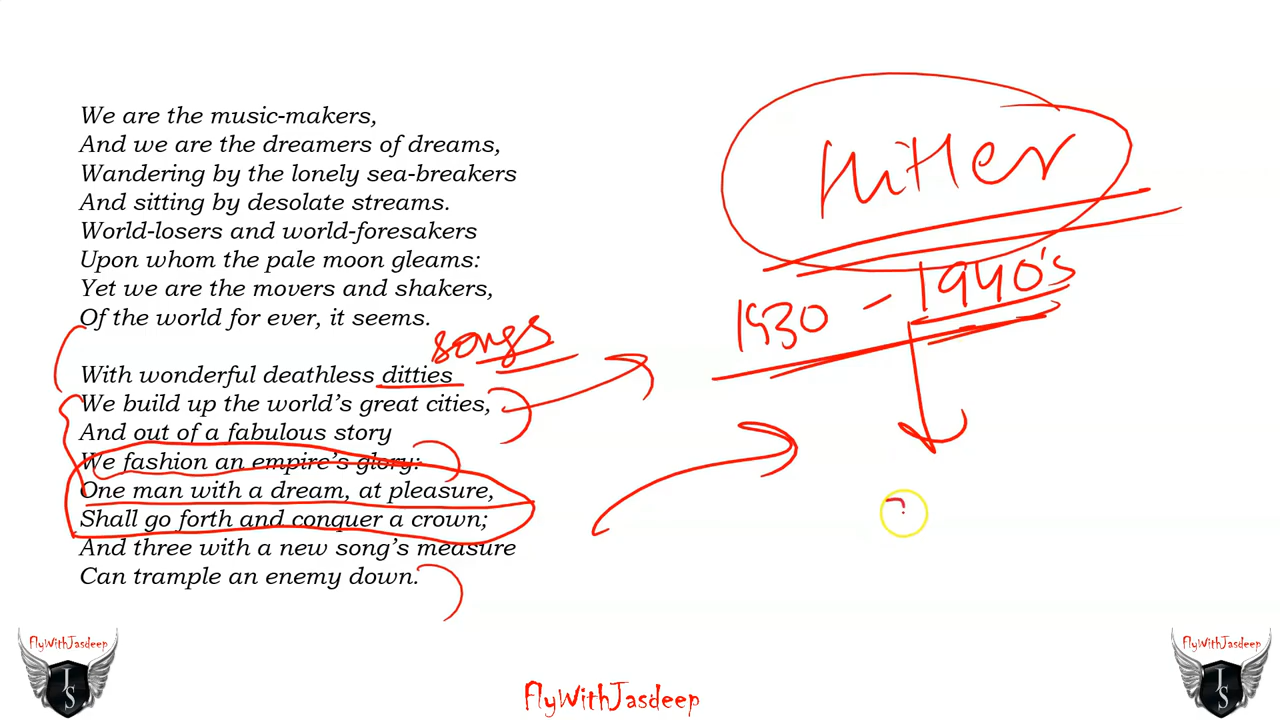 We are the music-makers,
And we are the dreamers of dreams,
Wandering by the lonely sea-breakers
And sitting by desolate streams.
World-losers and world-foresakers
Upon whom the pale moon gleams:
Yet we are the movers and shakers,
Of the world for ever, it seems.
songs
With wonderful deathless ditties
We build up the world's great cities,
And out of a fabulous story
We fashion an empire's glory:
One man with a dream, at pleasure,
Shall go forth and conquer a crown;
And three with a new song's measure
Can trample an enemy down.
Hitler
1930 - 1940's
FlyWithJasdeep
JS
FlyWithJasdeep
FlyWithJasdeep
JS